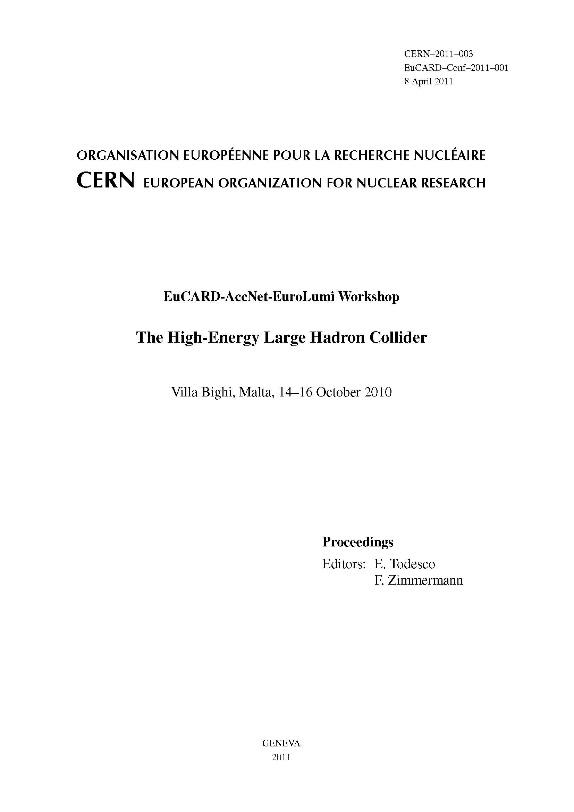 CERN–2011–003
EuCARD–Conf–2011–001
8 April 2011
ORGANISATION EUROPÉENNE POUR LA RECHERCHE NUCLÉAIRE
CERN EUROPEAN ORGANIZATION FOR NUCLEAR RESEARCH
EuCARD-AccNet-EuroLumi Workshop
The High-Energy Large Hadron Collider
Villa Bighi, Malta, 14–16 October 2010
Proceedings
Editors: E. Todesco
F. Zimmermann
GENEVA
2011